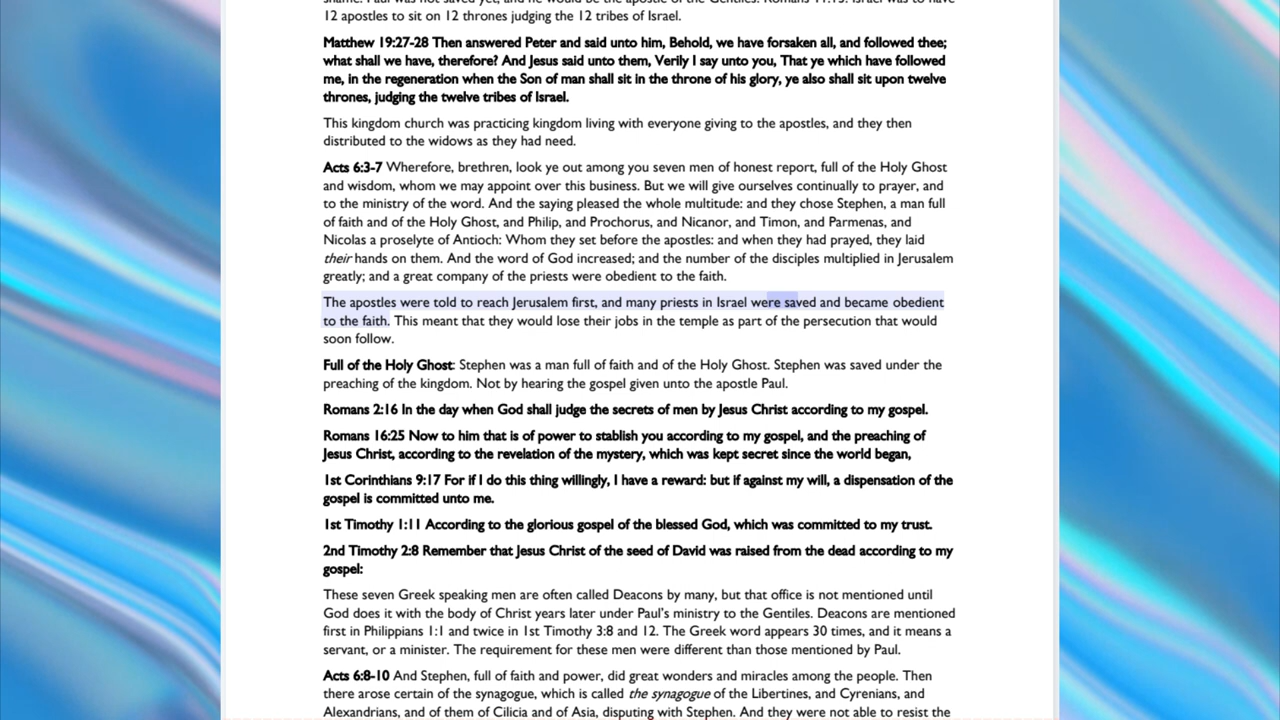 12 apostles to sit on 12 thrones judging the 12 tribes of Israel.
Matthew 19:27-28 Then answered Peter and said unto him, Behold, we have forsaken all, and followed thee;
what shall we have, therefore? And Jesus said unto them, Verily I say unto you, That ye which have followed
me, in the regeneration when the Son of man shall sit in the throne of his glory, ye also shall sit upon twelve
thrones, judging the twelve tribes of Israel.
This kingdom church was practicing kingdom living with everyone giving to the apostles, and they then
distributed to the widows as they had need.
Acts 6:3-7 Wherefore, brethren, look ye out among you seven men of honest report, full of the Holy Ghost
and wisdom, whom we may appoint over this business. But we will give ourselves continually to prayer, and
to the ministry of the word. And the saying pleased the whole multitude: and they chose Stephen, a man full
of faith and of the Holy Ghost, and Philip, and Prochorus, and Nicanor, and Timon, and Parmenas, and
Nicolas a proselyte of Antioch: Whom they set before the apostles: and when they had prayed, they laid
their hands on them. And the word of God increased; and the number of the disciples multiplied in Jerusalem
greatly; and a great company of the priests were obedient to the faith.
The apostles were told to reach Jerusalem first, and many priests in Israel were saved and became obedient
to the faith. This meant that they would lose their jobs in the temple as part of the persecution that would
soon follow.
Full of the Holy Ghost: Stephen was a man full of faith and of the Holy Ghost. Stephen was saved under the
preaching of the kingdom. Not by hearing the gospel given unto the apostle Paul.
Romans 2:16 In the day when God shall judge the secrets of men by Jesus Christ according to my gospel.
Romans 16:25 Now to him that is of power to stablish you according to my gospel, and the preaching of
Jesus Christ, according to the revelation of the mystery, which was kept secret since the world began,
1st Corinthians 9:17 For if I do this thing willingly, I have a reward: but if against my will, a dispensation of the
gospel is committed unto me.
1st Timothy 1:11 According to the glorious gospel of the blessed God, which was committed to my trust.
2nd Timothy 2:8 Remember that Jesus Christ of the seed of David was raised from the dead according to my
gospel:
These seven Greek speaking men are often called Deacons by many, but that office is not mentioned until
God does it with the body of Christ years later under Paul's ministry to the Gentiles. Deacons are mentioned
first in Philippians 1:1 and twice in 1st Timothy 3:8 and 12. The Greek word appears 30 times, and it means a
servant, or a minister. The requirement for these men were different than those mentioned by Paul.
Acts 6:8-10 And Stephen, full of faith and power, did great wonders and miracles among the people. Then
there arose certain of the synagogue, which is called the synagogue of the Libertines, and Cyrenians, and
Alexandrians, and of them of Cilicia and of Asia, disputing with Stephen. And they were not able to resist the